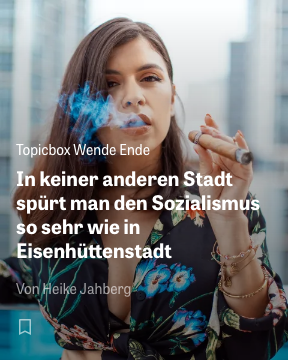 Topicbox Wende Ende
In keiner anderen Stadt
spürt man den Sozialismus
so sehr wie in
Eisenhüttenstadt
Von Heike Jahberg